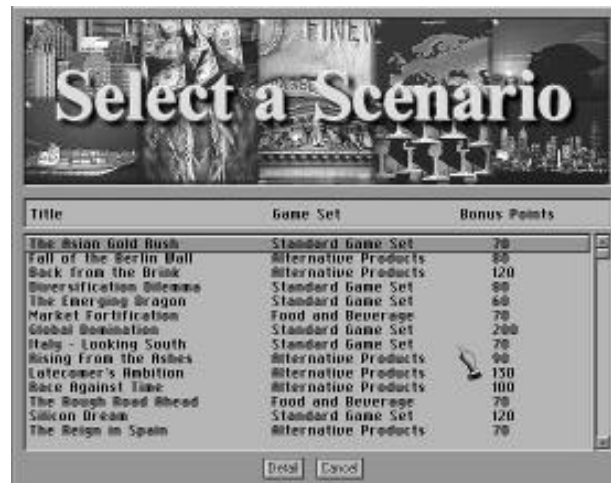 Select a Scenario
Title Game Set Bonus Points
The Asian Gold Rush Standard Game Set 70
Fall of the Berlin Wall Alternative Products 80
Back from the Brink Alternative Products 120
Diversification Dilemma Standard Game Set 80
The Emerging Dragon Standard Game Set 60
Market Fortification Food and Beverage 70
Global Domination Standard Game Set 200
Italy - Looking South Standard Game Set 70
Rising From the Ashes Alternative Products 90
Latecomer's Ambition Alternative Products 130
Race Against Time Alternative Products 100
The Rough Road Ahead Food and Beverage 70
Silicon Dream Standard Game Set 120
The Reign in Spain Alternative Products 70
Detail Cancel